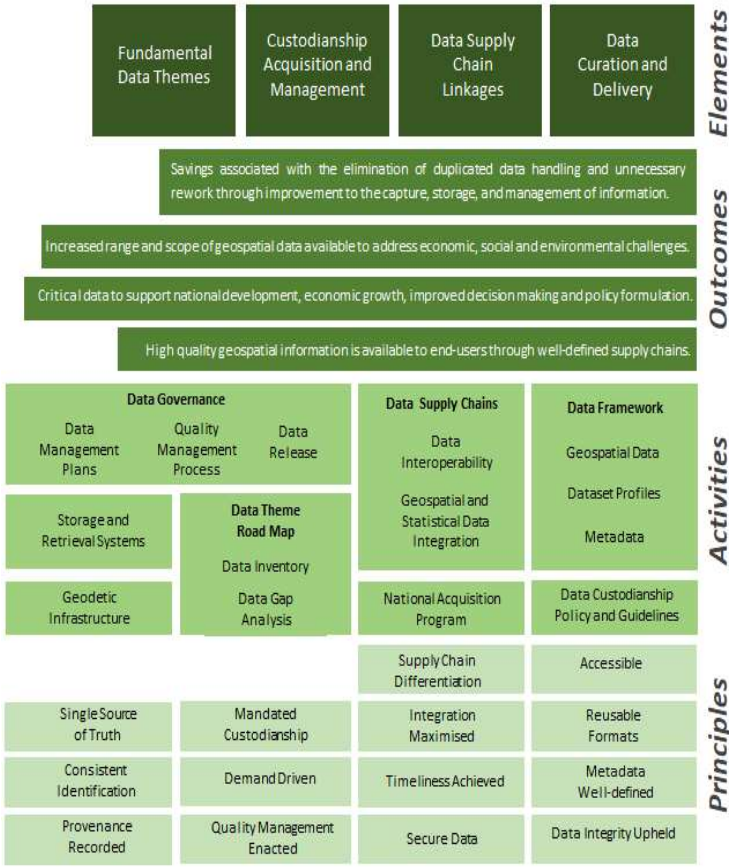 Fundamental
Data Themes
Custodianship
Acquisition and
Management
Data Supply
Chain
Linkages
Data
Curation and
Delivery
Elements
Savings associated with the elimination of duplicated data handling and unnecessary
rework through improvement to the capture, storage, and management of information.
Increased range and scope of geospatial data available to address economic, social and environmental challenges.
Critical data to support national development, economic growth, improved decision making and policy formulation.
High quality geospatial information is available to end-users through well-defined supply chains.
Outcomes
Data Governance
Data
Management
Plans
Quality
Management
Process
Data
Release
Storage and
Retrieval Systems
Geodetic
Infrastructure
Data Theme
Road Map
Data Inventory
Data Gap
Analysis
Data Supply Chains
Data
Interoperability
Geospatial and
Statistical Data
Integration
National Acquisition
Program
Data Framework
Geospatial Data
Dataset Profiles
Metadata
Data Custodianship
Policy and Guidelines
Activities
Supply Chain
Differentiation
Accessible
Single Source
of Truth
Mandated
Custodianship
Integration
Maximised
Reusable
Formats
Consistent
Identification
Demand Driven
Timeliness Achieved
Metadata
Well-defined
Provenance
Recorded
Quality Management
Enacted
Secure Data
Data Integrity Upheld
Principles